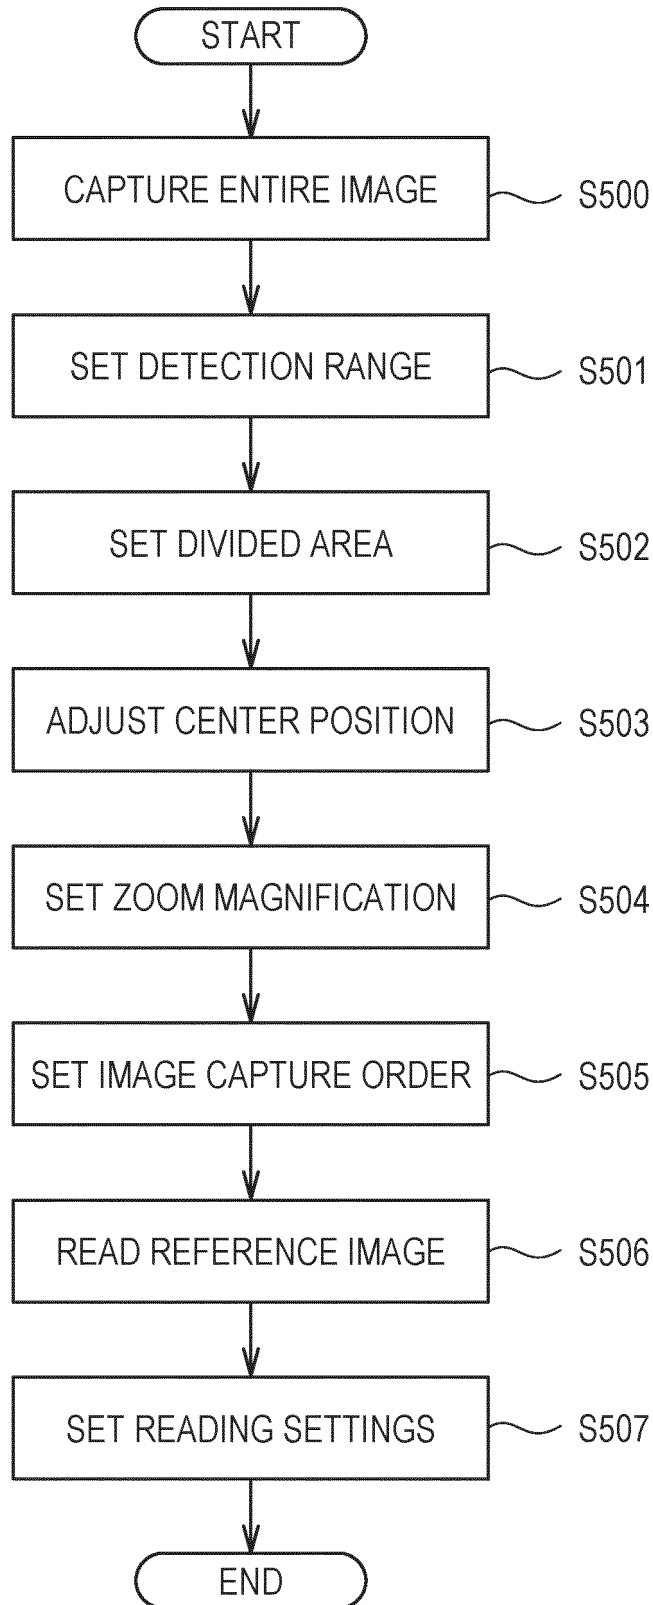 START
CAPTURE ENTIRE IMAGE S500
SET DETECTION RANGE S501
SET DIVIDED AREA S502
ADJUST CENTER POSITION S503
SET ZOOM MAGNIFICATION S504
SET IMAGE CAPTURE ORDER S505
READ REFERENCE IMAGE S506
SET READING SETTINGS S507
END